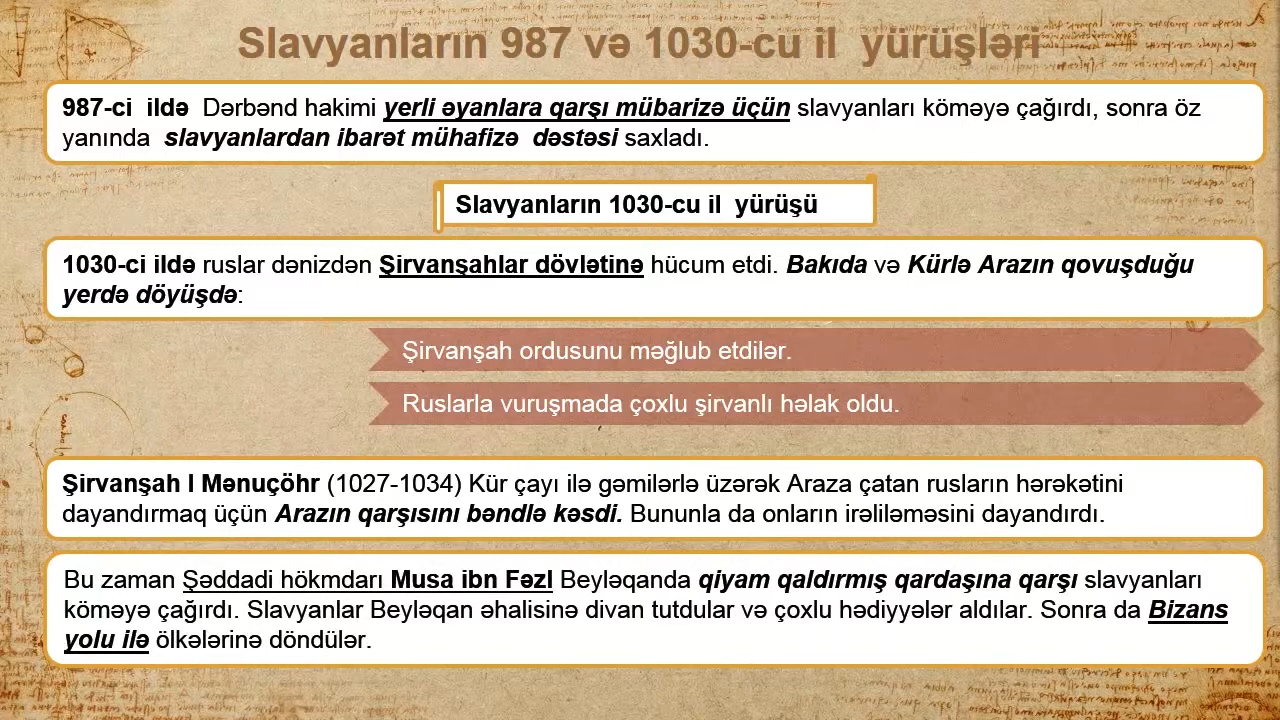 Slavyanların 987 və 1030-cu il yürüşləri
987-ci ildə Dərbənd hakimi yerli əyanlara qarşı mübarizə üçün slavyanları köməyə çağırdı, sonra öz
yanında slavyanlardan ibarət mühafizə dəstəsi saxladı.
Slavyanların 1030-cu il yürüşü
1030-ci ildə ruslar dənizdən Şirvanşahlar dövlətinə hücum etdi. Bakıda və Kürlə Arazın qovuşduğu
yerdə döyüşdə:
Şirvanşah ordusunu məğlub etdilər.
Ruslarla vuruşmada çoxlu şirvanlı həlak oldu.
Şirvanşah I Mənuçöhr (1027-1034) Kür çayı ilə gəmilərlə üzərək Araza çatan rusların hərəkətini
dayandırmaq üçün Arazın qarşısını bəndlə kəsdi. Bununla da onların irəliləməsini dayandırdı.
Bu zaman Şəddadi hökmdarı Musa ibn Fəzl Beyləqanda qiyam qaldırmış qardaşına qarşı slavyanları
köməyə çağırdı. Slavyanlar Beyləqan əhalisinə divan tutdular və çoxlu hədiyyələr aldılar. Sonra da Bizans
yolu ilə ölkələrinə döndülər.